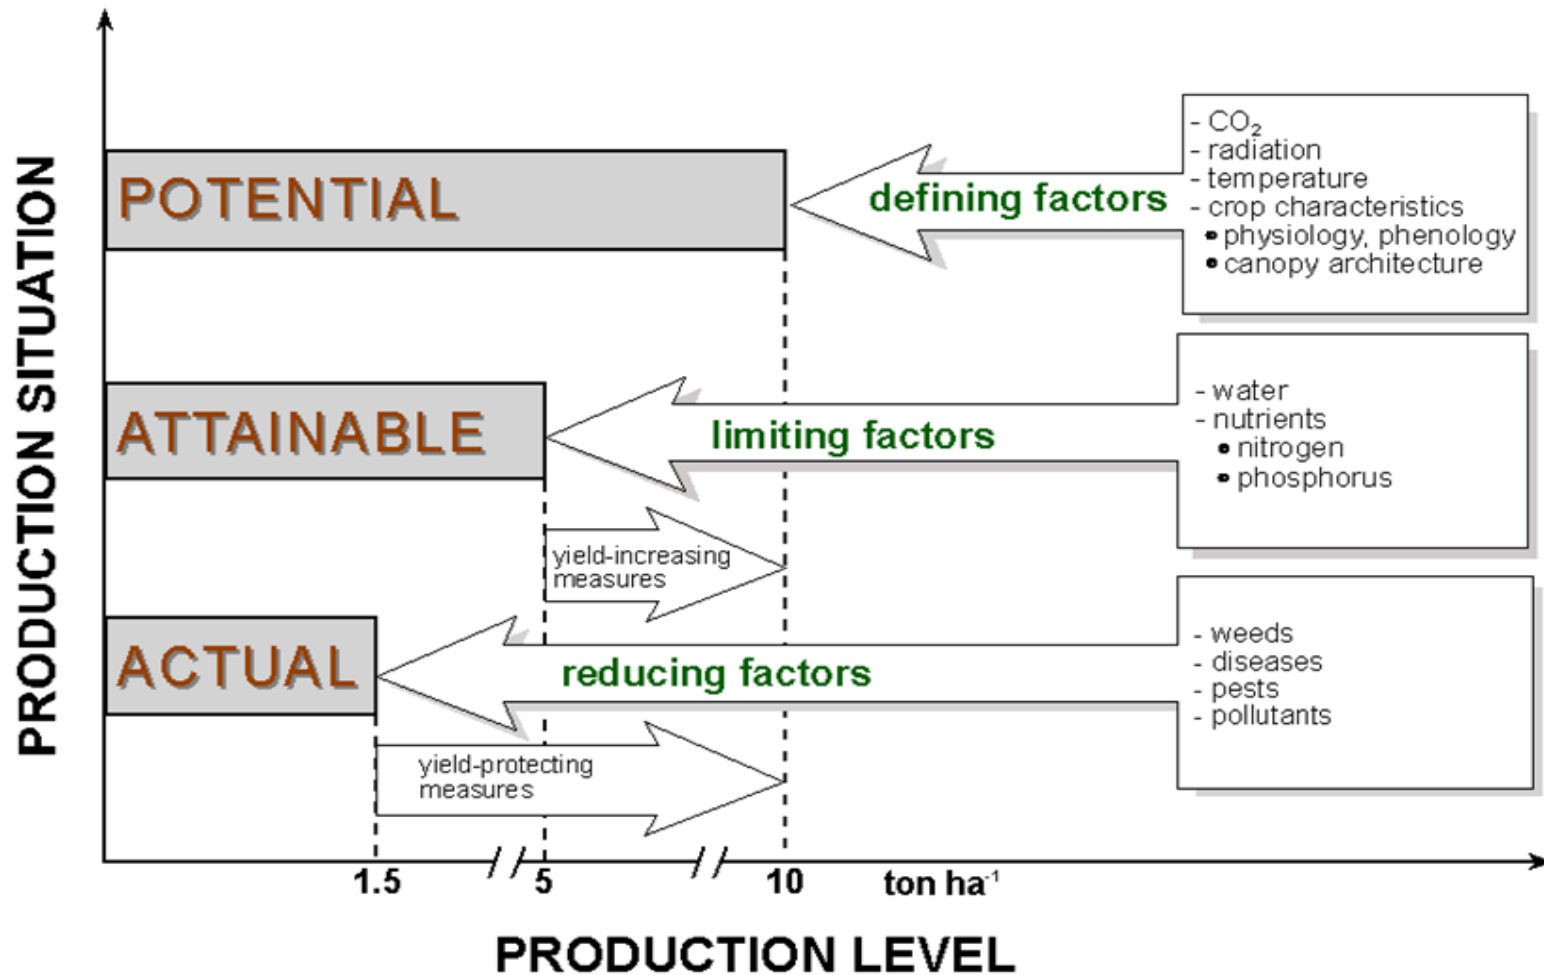 PRODUCTION SITUATION
POTENTIAL
defining factors
- CO₂
- radiation
- temperature
- crop characteristics
• physiology, phenology
• canopy architecture
ATTAINABLE
limiting factors
- water
- nutrients
• nitrogen
• phosphorus
yield-increasing
measures
ACTUAL
reducing factors
- weeds
- diseases
- pests
- pollutants
yield-protecting
measures
1.5 // 5 // 10 ton ha⁻¹
PRODUCTION LEVEL